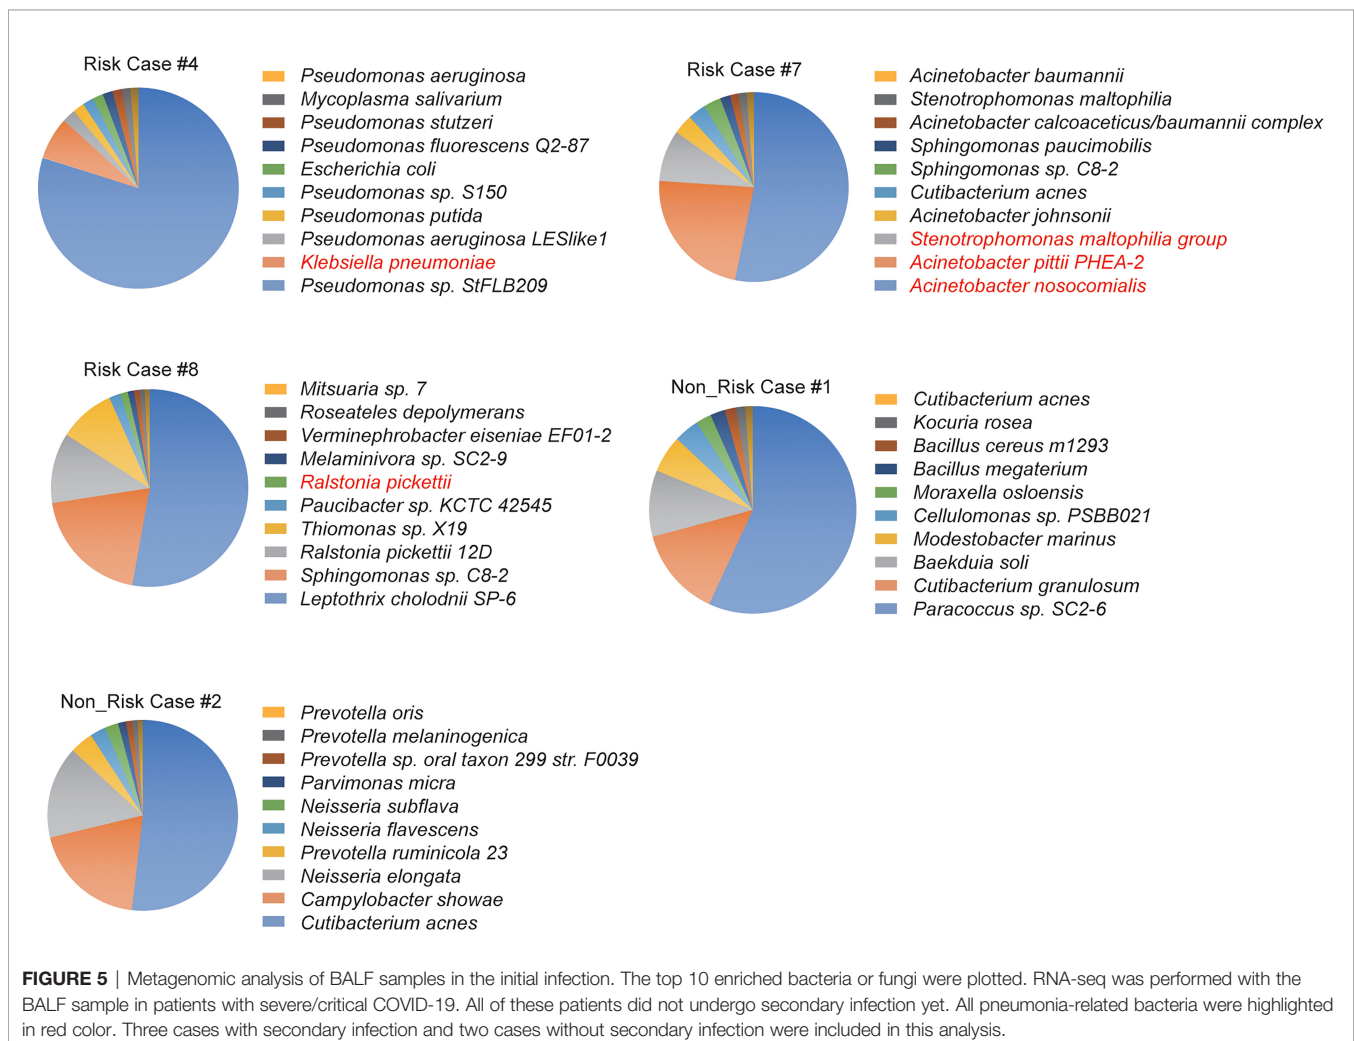 Risk Case #4
Pseudomonas aeruginosa
Mycoplasma salivarium
Pseudomonas stutzeri
Pseudomonas fluorescens Q2-87
Escherichia coli
Pseudomonas sp. S150
Pseudomonas putida
Pseudomonas aeruginosa LESlike1
Klebsiella pneumoniae
Pseudomonas sp. StFLB209
Risk Case #7
Acinetobacter baumannii
Stenotrophomonas maltophilia
Acinetobacter calcoaceticus/baumannii complex
Sphingomonas paucimobilis
Sphingomonas sp. C8-2
Cutibacterium acnes
Acinetobacter johnsonii
Stenotrophomonas maltophilia group
Acinetobacter pittii PHEA-2
Acinetobacter nosocomialis
Risk Case #8
Mitsuaria sp. 7
Roseateles depolymerans
Verminephrobacter eiseniae EF01-2
Melaminivora sp. SC2-9
Ralstonia pickettii
Paucibacter sp. KCTC 42545
Thiomonas sp. X19
Ralstonia pickettii 12D
Sphingomonas sp. C8-2
Leptothrix cholodnii SP-6
Non_Risk Case #1
Cutibacterium acnes
Kocuria rosea
Bacillus cereus m1293
Bacillus megaterium
Moraxella osloensis
Cellulomonas sp. PSBB021
Modestobacter marinus
Baekduia soli
Cutibacterium granulosum
Paracoccus sp. SC2-6
Non_Risk Case #2
Prevotella oris
Prevotella melaninogenica
Prevotella sp. oral taxon 299 str. F0039
Parvimonas micra
Neisseria subflava
Neisseria flavescens
Prevotella ruminicola 23
Neisseria elongata
Campylobacter showae
Cutibacterium acnes
FIGURE 5 | Metagenomic analysis of BALF samples in the initial infection. The top 10 enriched bacteria or fungi were plotted. RNA-seq was performed with the
BALF sample in patients with severe/critical COVID-19. All of these patients did not undergo secondary infection yet. All pneumonia-related bacteria were highlighted
in red color. Three cases with secondary infection and two cases without secondary infection were included in this analysis.